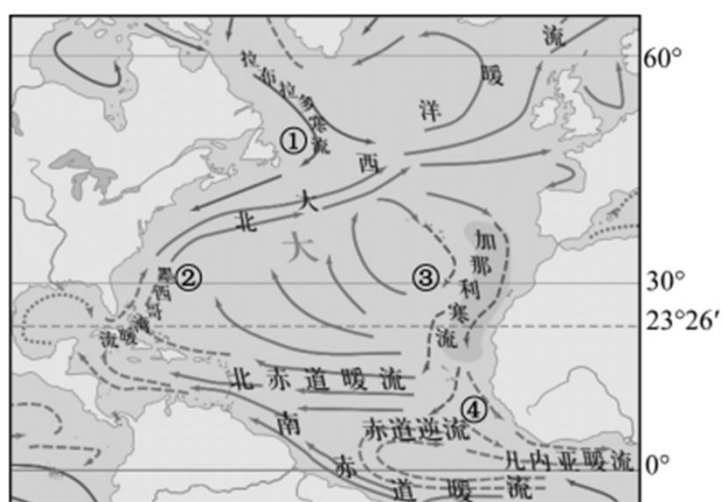 60°
30°
23°26′
0°
拉布拉多寒流
①
北大西洋暖流
大
②
墨西哥湾流暖
③
加那利寒流
北赤道暖流
④
赤道逆流
几内亚暖流
南赤道暖流